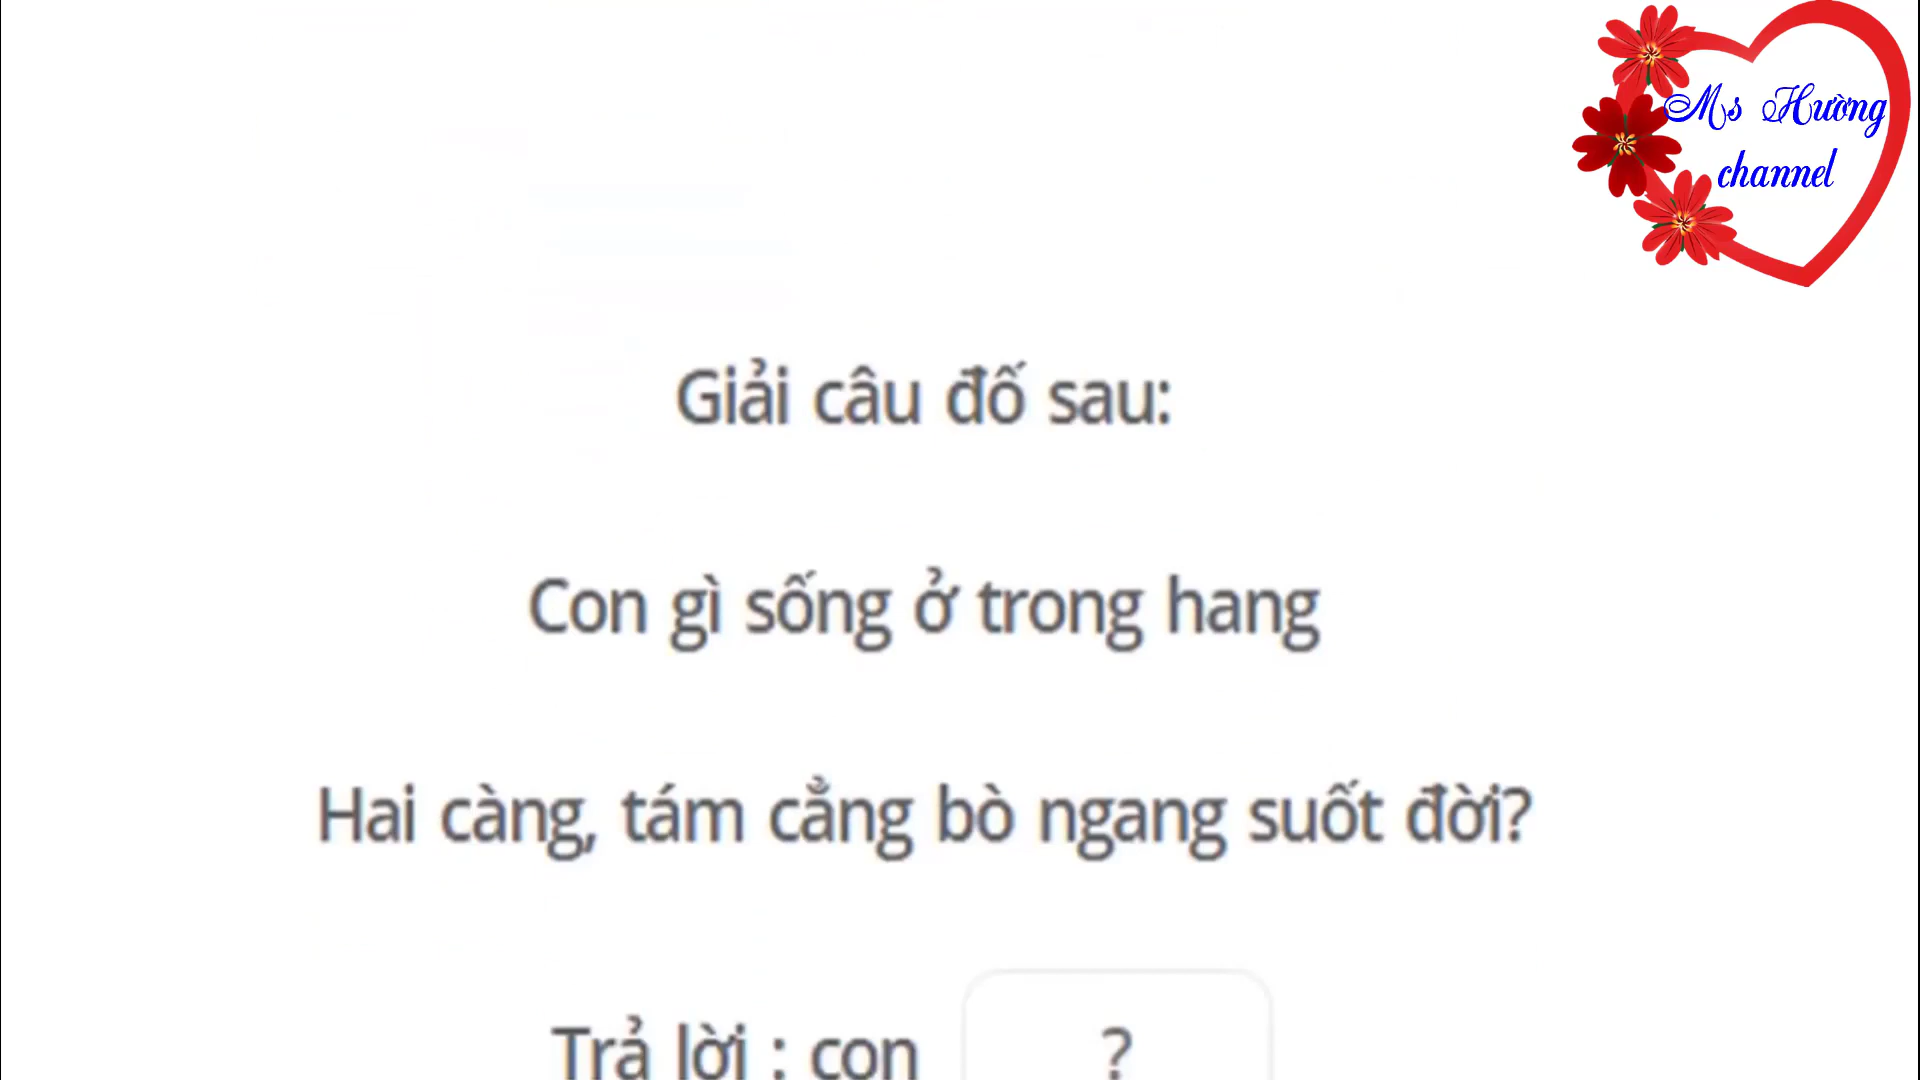 Ms Hường
channel
Giải câu đố sau:
Con gì sống ở trong hang
Hai càng, tám cẳng bò ngang suốt đời?
Trả lời : con ?